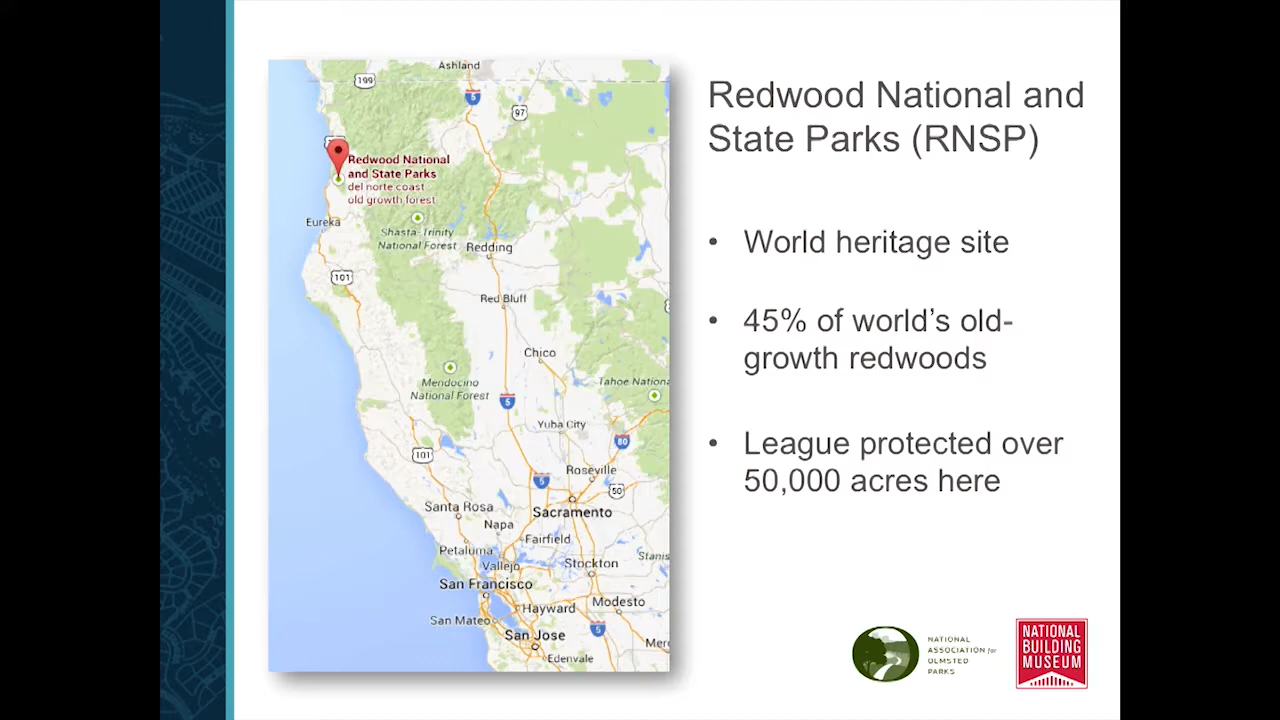 Redwood National and
State Parks (RNSP)
• World heritage site
• 45% of world’s old-
growth redwoods
• League protected over
50,000 acres here
Ashland
199
5
97
Redwood National
and State Parks
del norte coast
old growth forest
Eureka
Shasta-Trinity
National Forest
Redding
101
Red Bluff
Chico
Mendocino
National Forest
Tahoe Nationa
5
Yuba City
80
101
Roseville
5
50
Santa Rosa
Sacramento
Napa
Fairfield
Petaluma
Stanis
Vallejo
Stockton
San Francisco
Hayward
Modesto
San Mateo
5
San Jose
Mer
Edenvale
NATIONAL
ASSOCIATION for
OLMSTED
PARKS
NATIONAL
BUILDING
MUSEUM